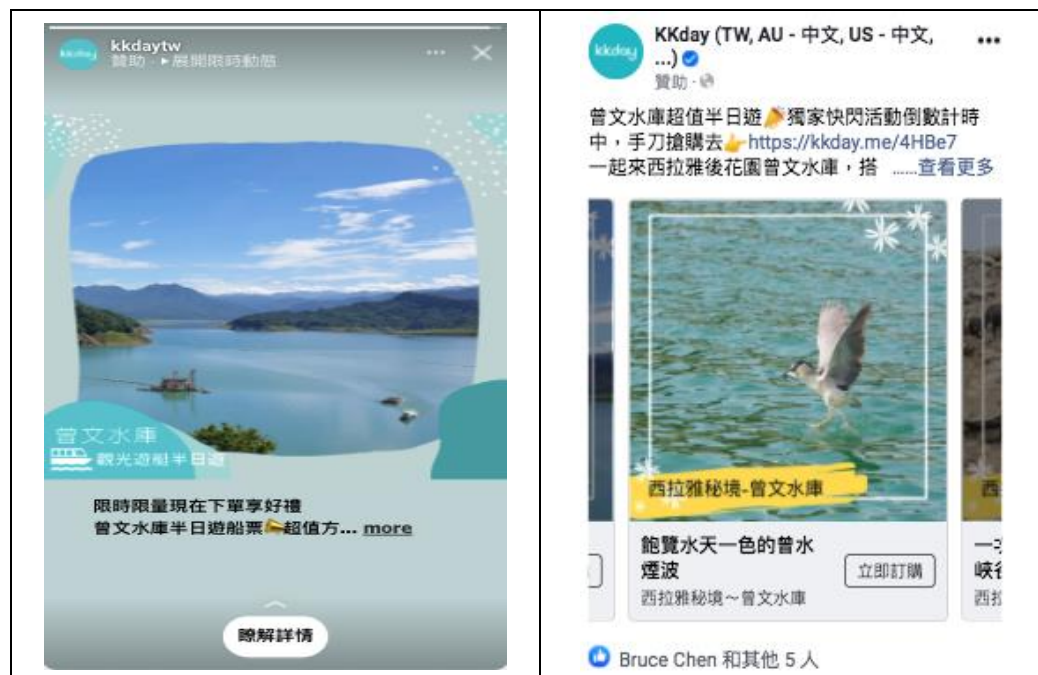 kkday
kkdaytw
贊助 · ▸展開限時動態
曾文水庫
觀光遊艇半日遊
限時限量現在下單享好禮
曾文水庫半日遊船票📣超值方... more
瞭解詳情
kkday
KKday (TW, AU - 中文, US - 中文,
...)
贊助 ·
曾文水庫超值半日遊🎉獨家快閃活動倒數計時
中，手刀搶購去👉https://kkday.me/4HBe7
一起來西拉雅後花園曾文水庫，搭 ......查看更多
西拉雅秘境-曾文水庫
西
飽覽水天一色的曾水
煙波
立即訂購
西拉雅秘境～曾文水庫
一
峽
西
Bruce Chen 和其他 5 人